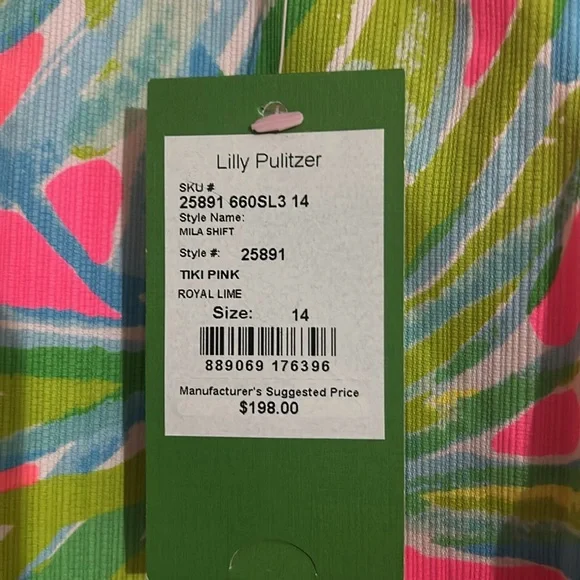 Lilly Pulitzer
SKU #
25891 660SL3 14
Style Name:
MILA SHIFT
Style #: 25891
TIKI PINK
ROYAL LIME
Size: 14
889069 176396
Manufacturer's Suggested Price
$198.00